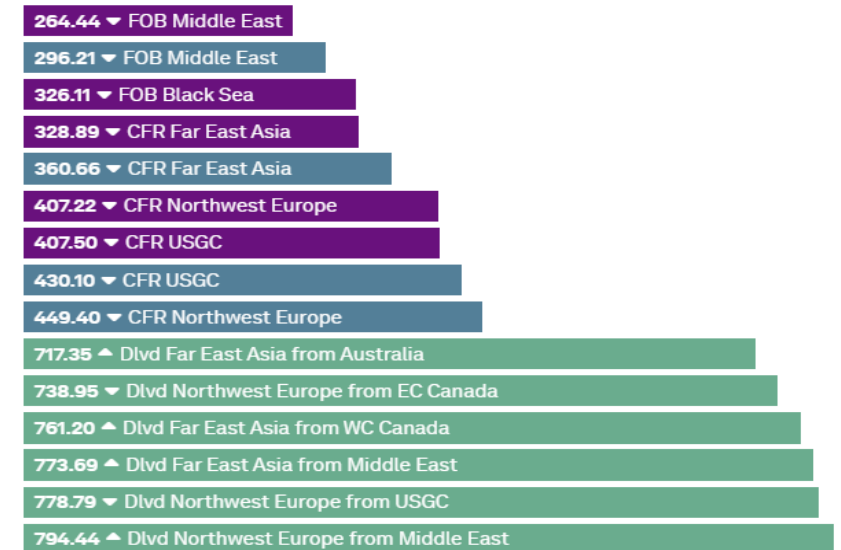 264.44 ▼ FOB Middle East
296.21 ▼ FOB Middle East
326.11 ▼ FOB Black Sea
328.89 ▼ CFR Far East Asia
360.66 ▼ CFR Far East Asia
407.22 ▼ CFR Northwest Europe
407.50 ▼ CFR USGC
430.10 ▼ CFR USGC
449.40 ▼ CFR Northwest Europe
717.35 ▲ Dlvd Far East Asia from Australia
738.95 ▼ Dlvd Northwest Europe from EC Canada
761.20 ▲ Dlvd Far East Asia from WC Canada
773.69 ▲ Dlvd Far East Asia from Middle East
778.79 ▼ Dlvd Northwest Europe from USGC
794.44 ▲ Dlvd Northwest Europe from Middle East